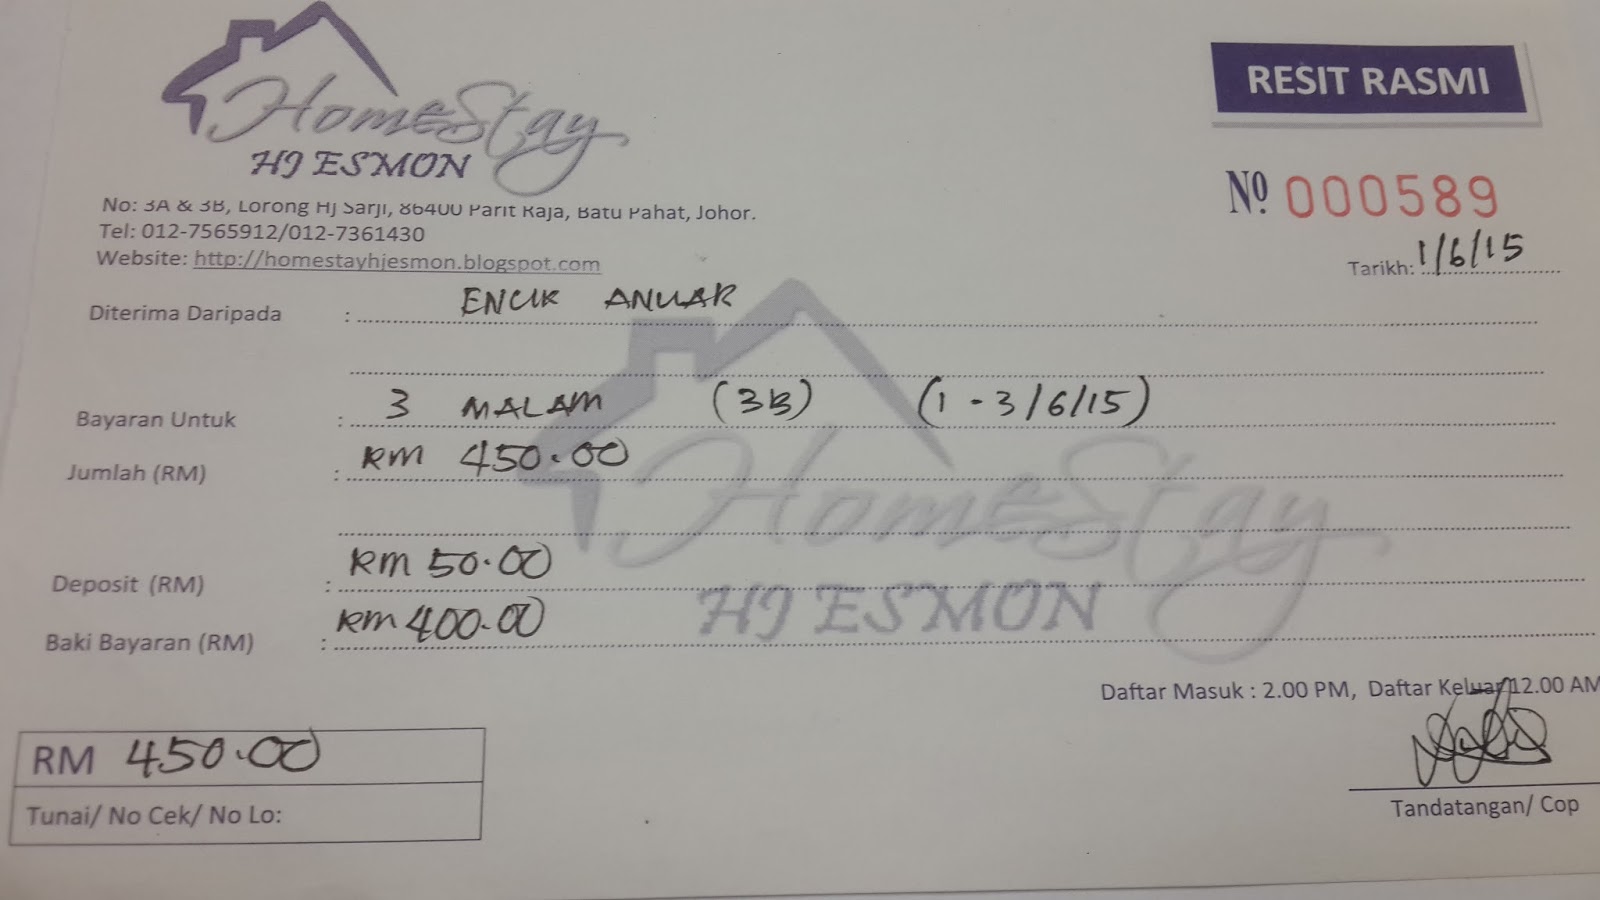 HomeStay
HJ ESMON
RESIT RASMI
No: 3A & 3B, Lorong Hj Sarji, 86400 Parit Raja, Batu Pahat, Johor.
Tel: 012-7565912/012-7361430
Website: http://homestayhjesmon.blogspot.com
Nº 000589
Tarikh: 1/6/15
Diterima Daripada : ENCIK ANUAR
Bayaran Untuk : 3 MALAM (3B) (1 - 3/6/15)
Jumlah (RM) : RM 450.00
HomeStay
HJ ESMON
Deposit (RM) : RM 50.00
Baki Bayaran (RM) : RM 400.00
Daftar Masuk : 2.00 PM, Daftar Keluar 12.00 AM
RM 450.00
Tunai/ No Cek/ No Lo:
Tandatangan/ Cop